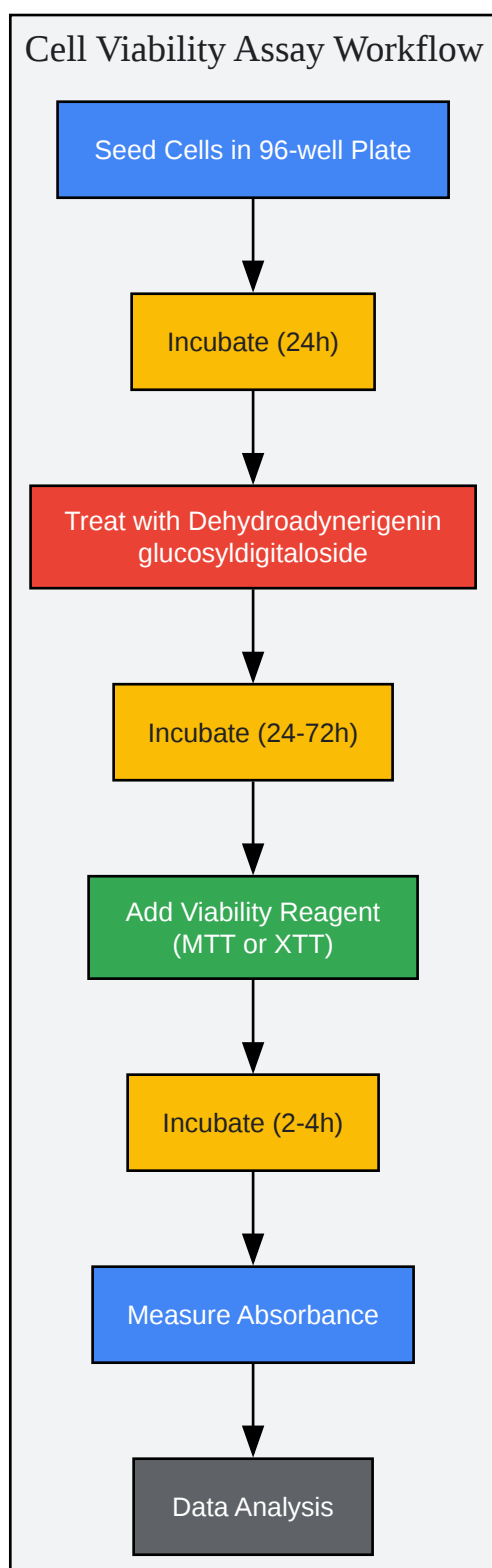 Cell Viability Assay Workflow
Seed Cells in 96-well Plate
Incubate (24h)
Treat with Dehydroadynerigenin
glucosyldigitaloside
Incubate (24-72h)
Add Viability Reagent
(MTT or XTT)
Incubate (2-4h)
Measure Absorbance
Data Analysis